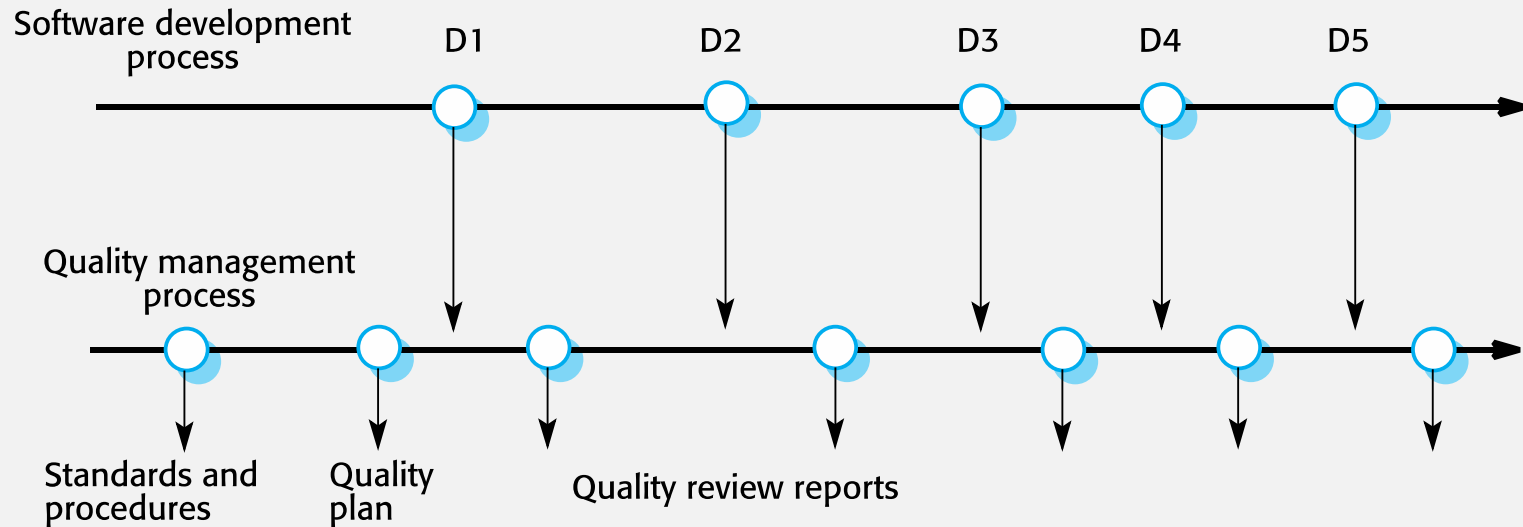 Software development
process
D1
D2
D3
D4
D5
Quality management
process
Standards and
procedures
Quality
plan
Quality review reports